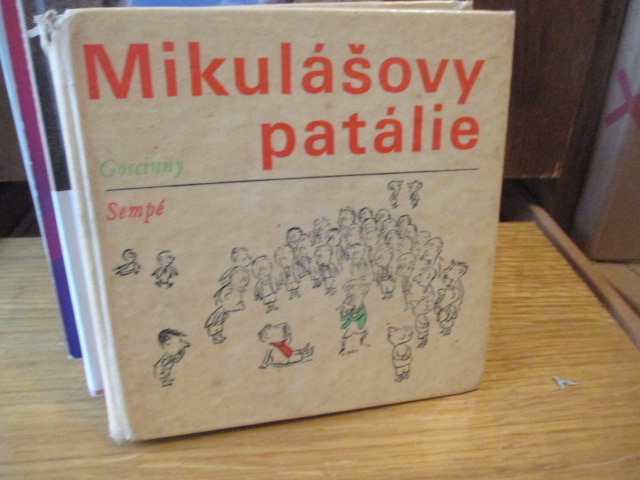 Mikulášovy
patálie
Goscinny
Sempé